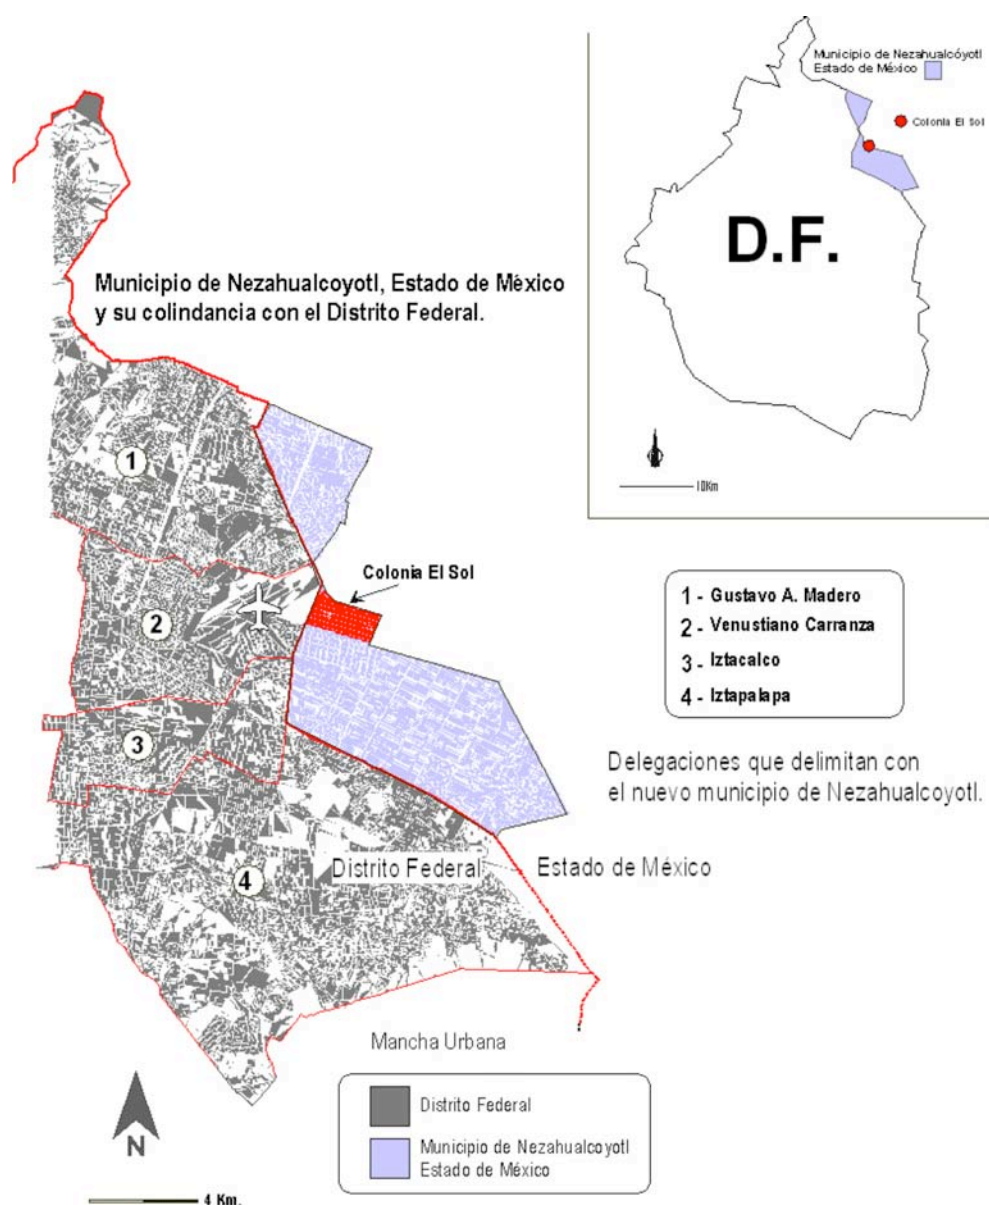 Municipio de Nezahualcóyotl
Estado de México
Colonia El Sol
D.F.
10Km
Municipio de Nezahualcoyotl, Estado de México
y su colindancia con el Distrito Federal.
1
Colonia El Sol
2
3
4
1 - Gustavo A. Madero
2 - Venustiano Carranza
3 - Iztacalco
4 - Iztapalapa
Delegaciones que delimitan con
el nuevo municipio de Nezahualcoyotl.
Distrito Federal
Estado de México
Mancha Urbana
Distrito Federal
Municipio de Nezahualcoyotl
Estado de México
N
4 Km.